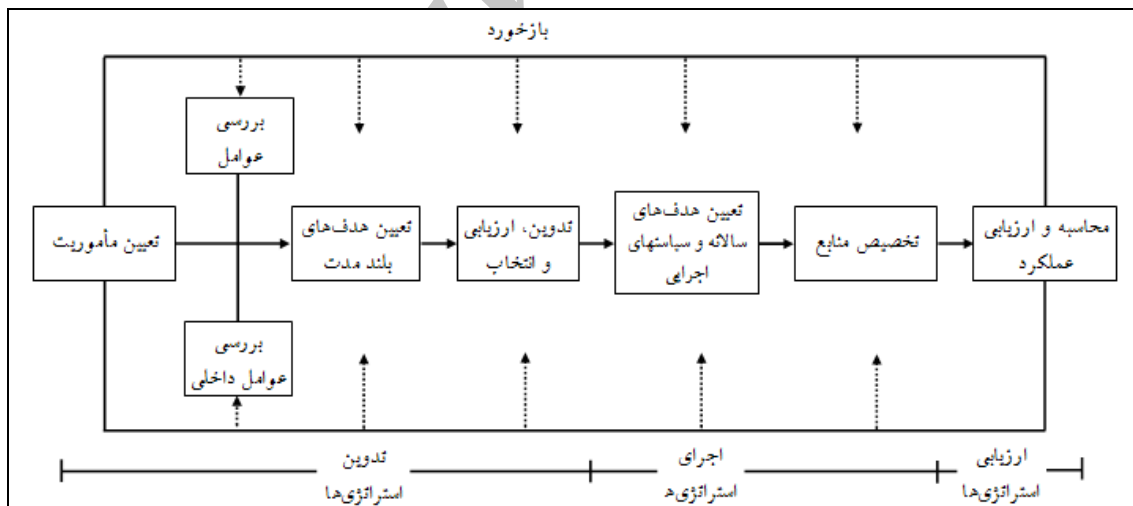 بازخورد
بررسی
عوامل
تعیین مأموریت
تعیین هدف‌های
بلند مدت
تدوین، ارزیابی
و انتخاب
تعیین هدف‌های
سالانه و سیاستهای
اجرایی
تخصیص منابع
محاسبه و ارزیابی
عملکرد
بررسی
عوامل داخلی
تدوین
استراتژی‌ها
اجرای
استراتژی‌ه
ارزیابی
استراتژی‌ها